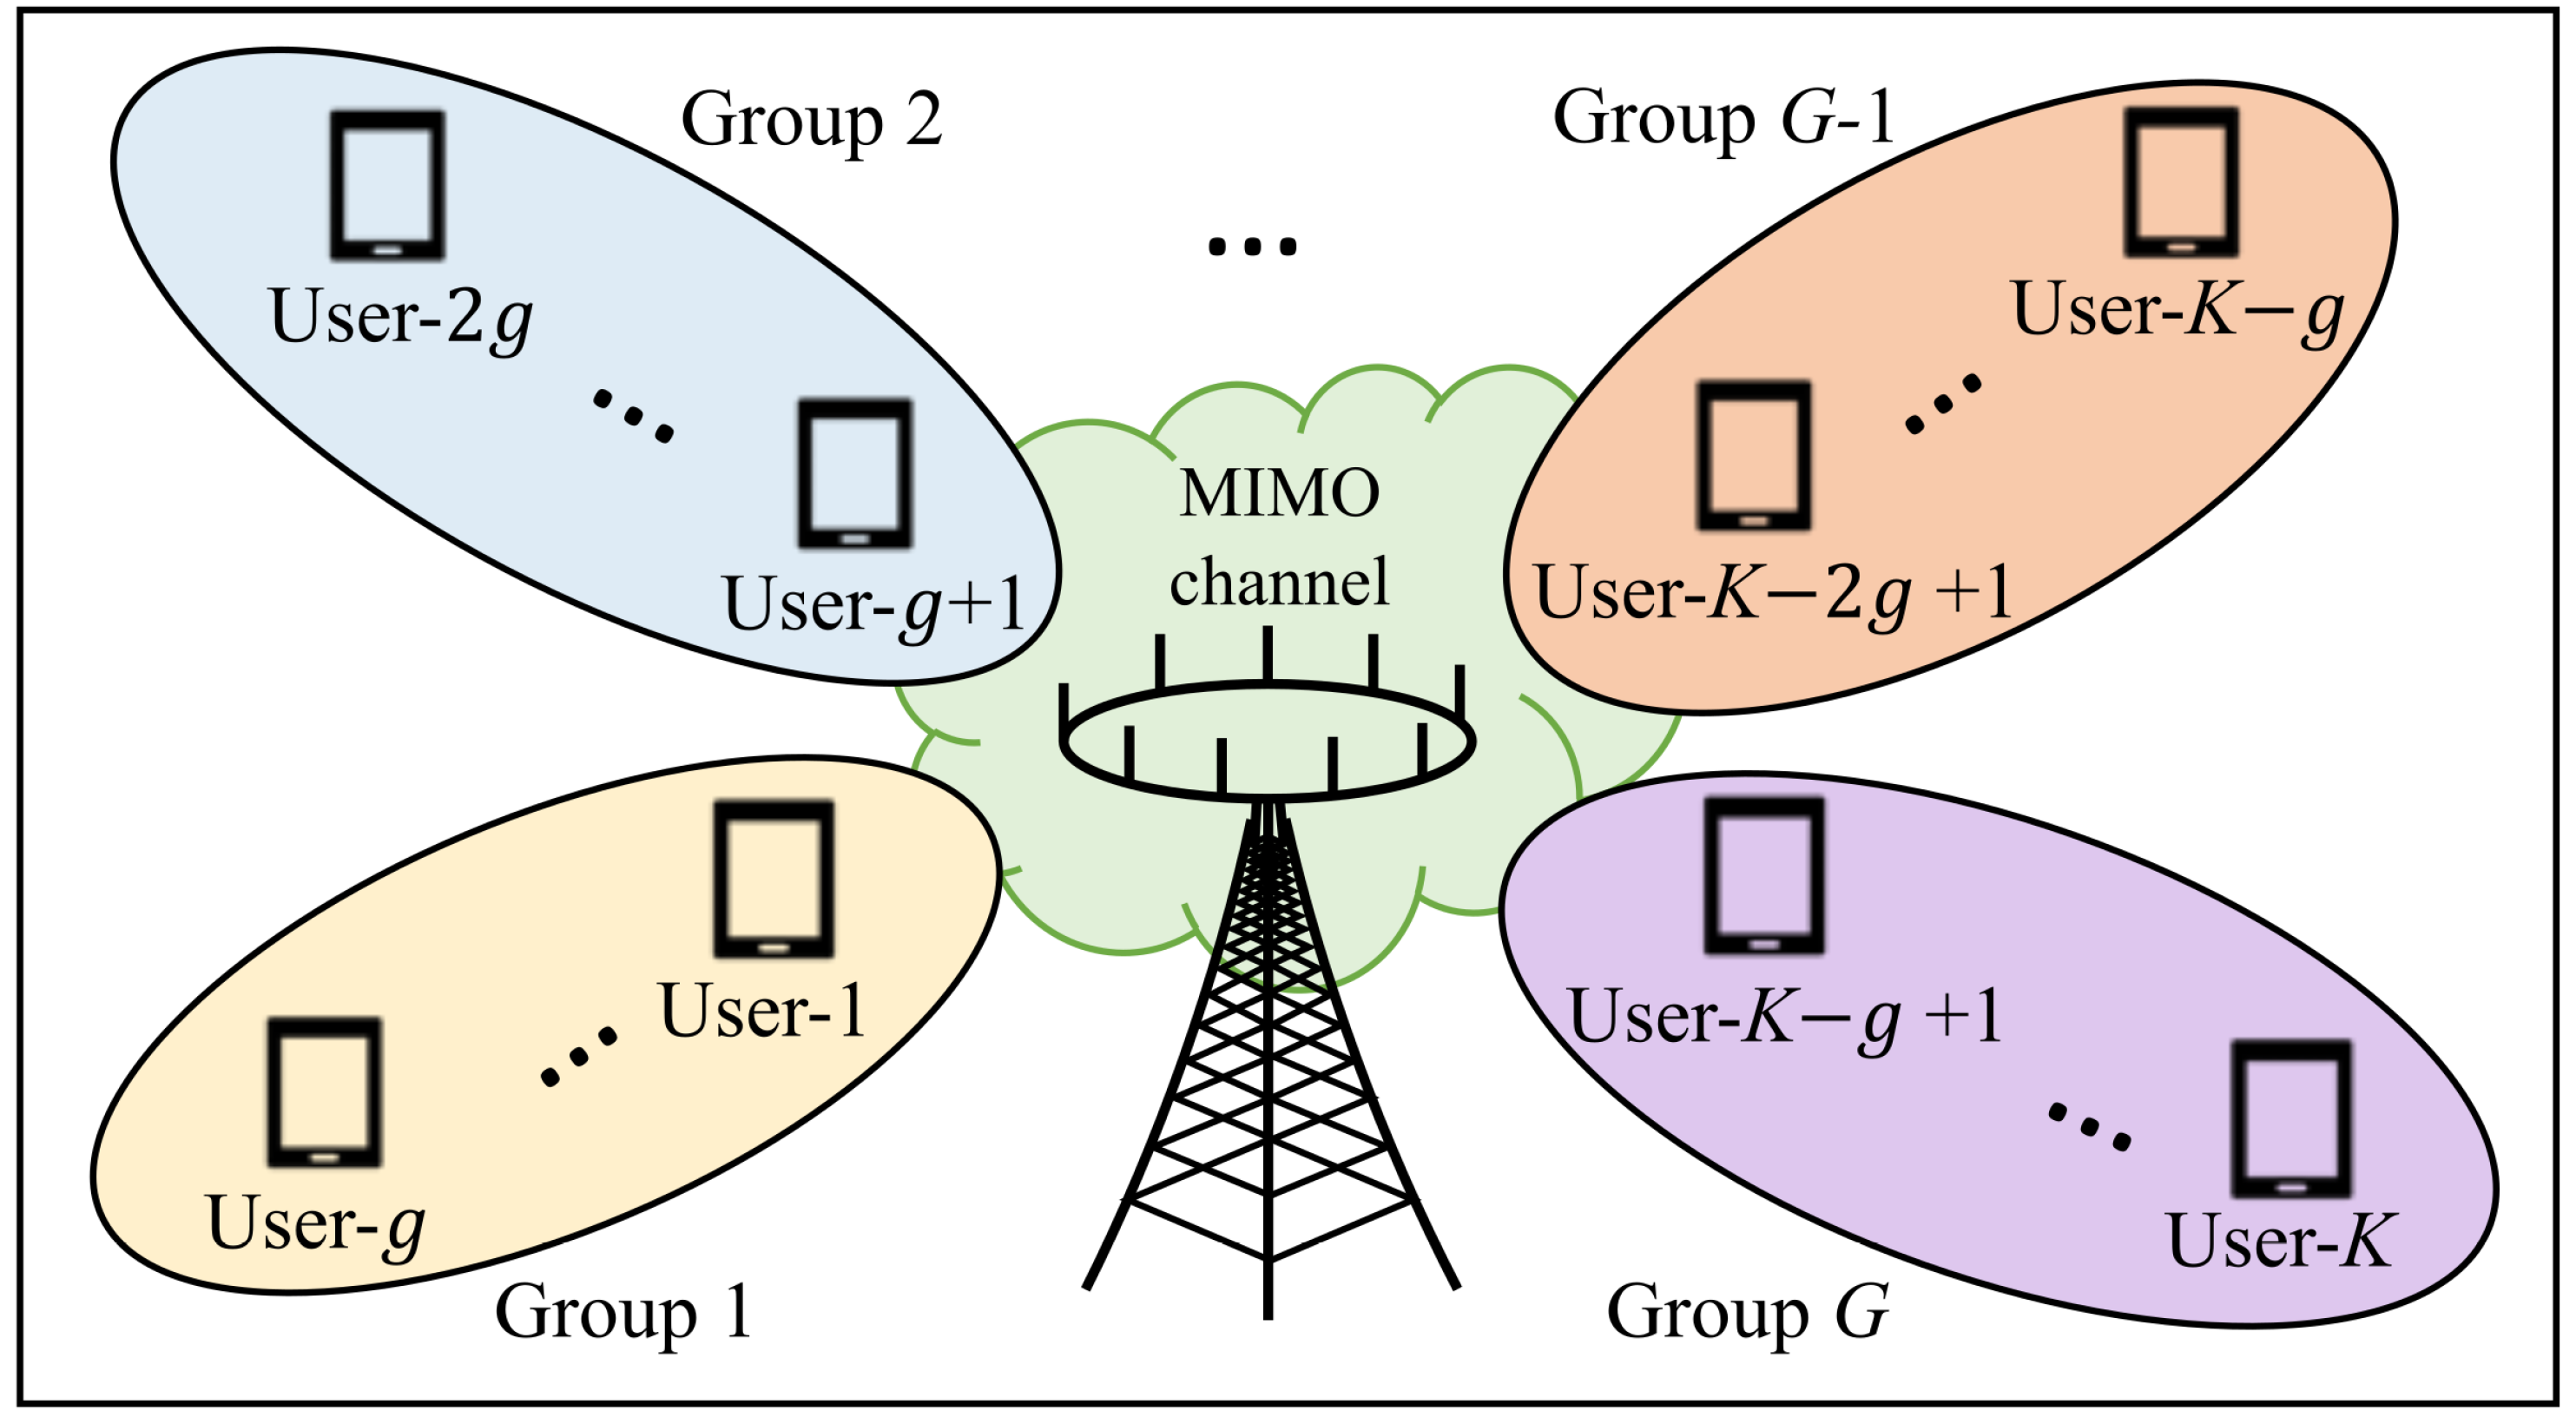 Group 2
Group G-1
User-2g
User-K−g
...
User-g+1
User-K−2g +1
MIMO
channel
User-1
User-K−g +1
User-g
User-K
Group 1
Group G